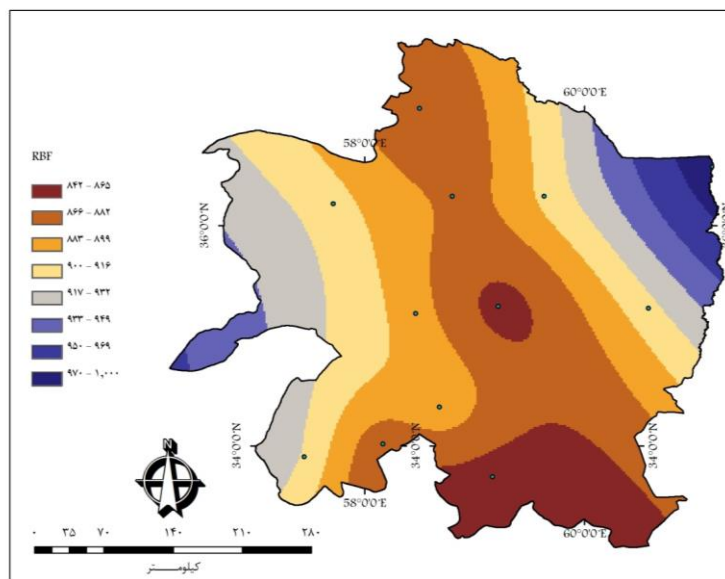 60°0'0"E
58°0'0"E
RBF
۸۴۲ - ۸۶۵
۸۶۶ - ۸۸۲
۸۸۳ - ۸۹۹
۹۰۰ - ۹۱۶
۹۱۷ - ۹۳۲
۹۳۳ - ۹۴۹
۹۵۰ - ۹۶۹
۹۷۰ - ۱,۰۰۰
36°0'0"N
34°0'0"N
34°0'0"N
34°0'0"N
N
58°0'0"E
60°0'0"E
۰ ۳۵ ۷۰ ۱۴۰ ۲۱۰ ۲۸۰
کیلومتر